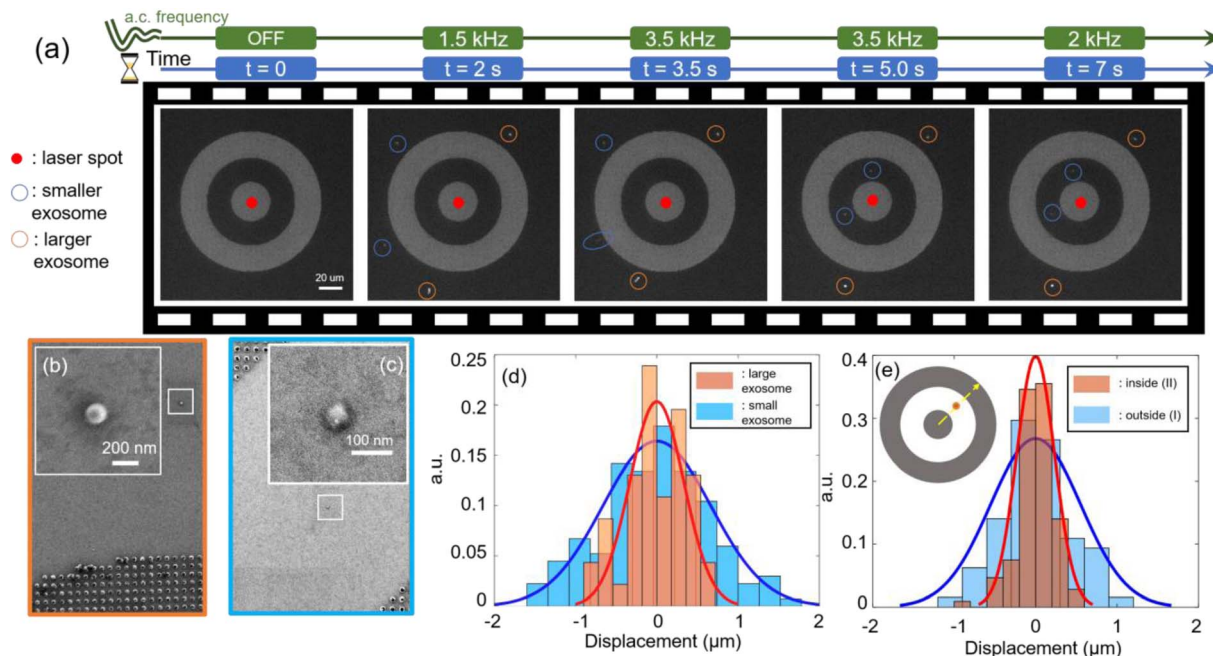 a.c. frequency
(a)
OFF
1.5 kHz
3.5 kHz
3.5 kHz
2 kHz
Time
t = 0
t = 2 s
t = 3.5 s
t = 5.0 s
t = 7 s
: laser spot
: smaller
exosome
: larger
exosome
20 um
(b)
200 nm
(c)
100 nm
(d)
: large
exosome
: small
exosome
a.u.
0.25
0.2
0.15
0.1
0.05
0
-2
-1
0
1
2
Displacement (μm)
(e)
: inside (II)
: outside (I)
a.u.
0.4
0.3
0.2
0.1
0
-2
-1
0
1
2
Displacement (μm)